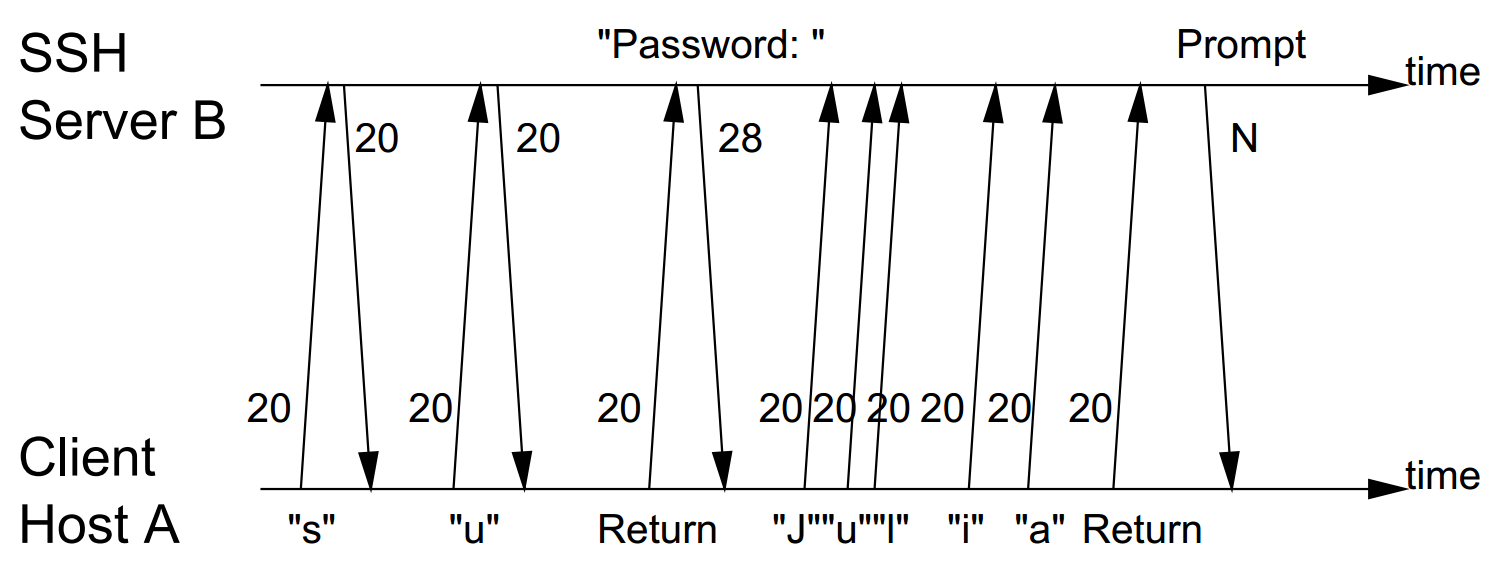 "Password: "
Prompt
SSH
Server B
time
20
20
28
N
20
20
20
20
20
20
20
20
20
Client
Host A
time
"s"
"u"
Return
"J"
"u"
"l"
"i"
"a"
Return